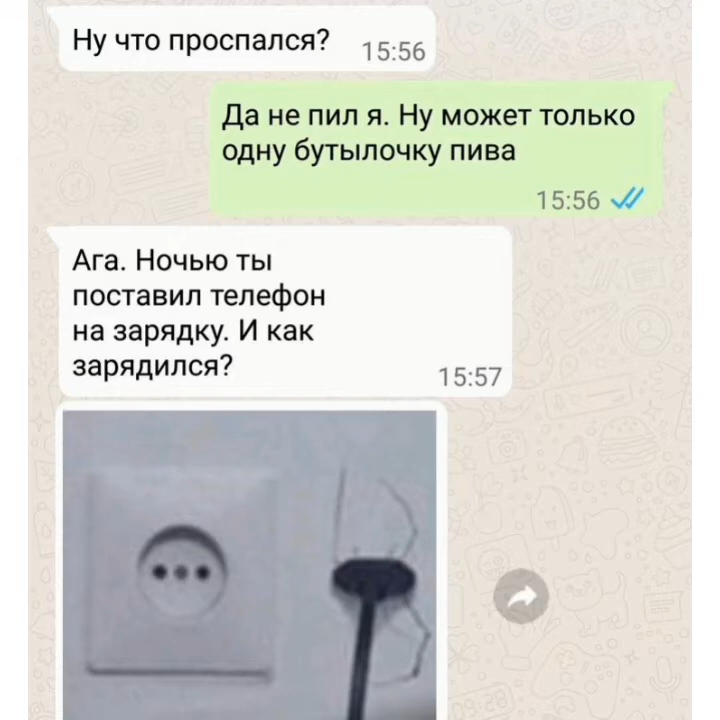 Ну что проспался?
15:56
Да не пил я. Ну может только
одну бутылочку пива
15:56
Ага. Ночью ты
поставил телефон
на зарядку. И как
зарядился?
15:57